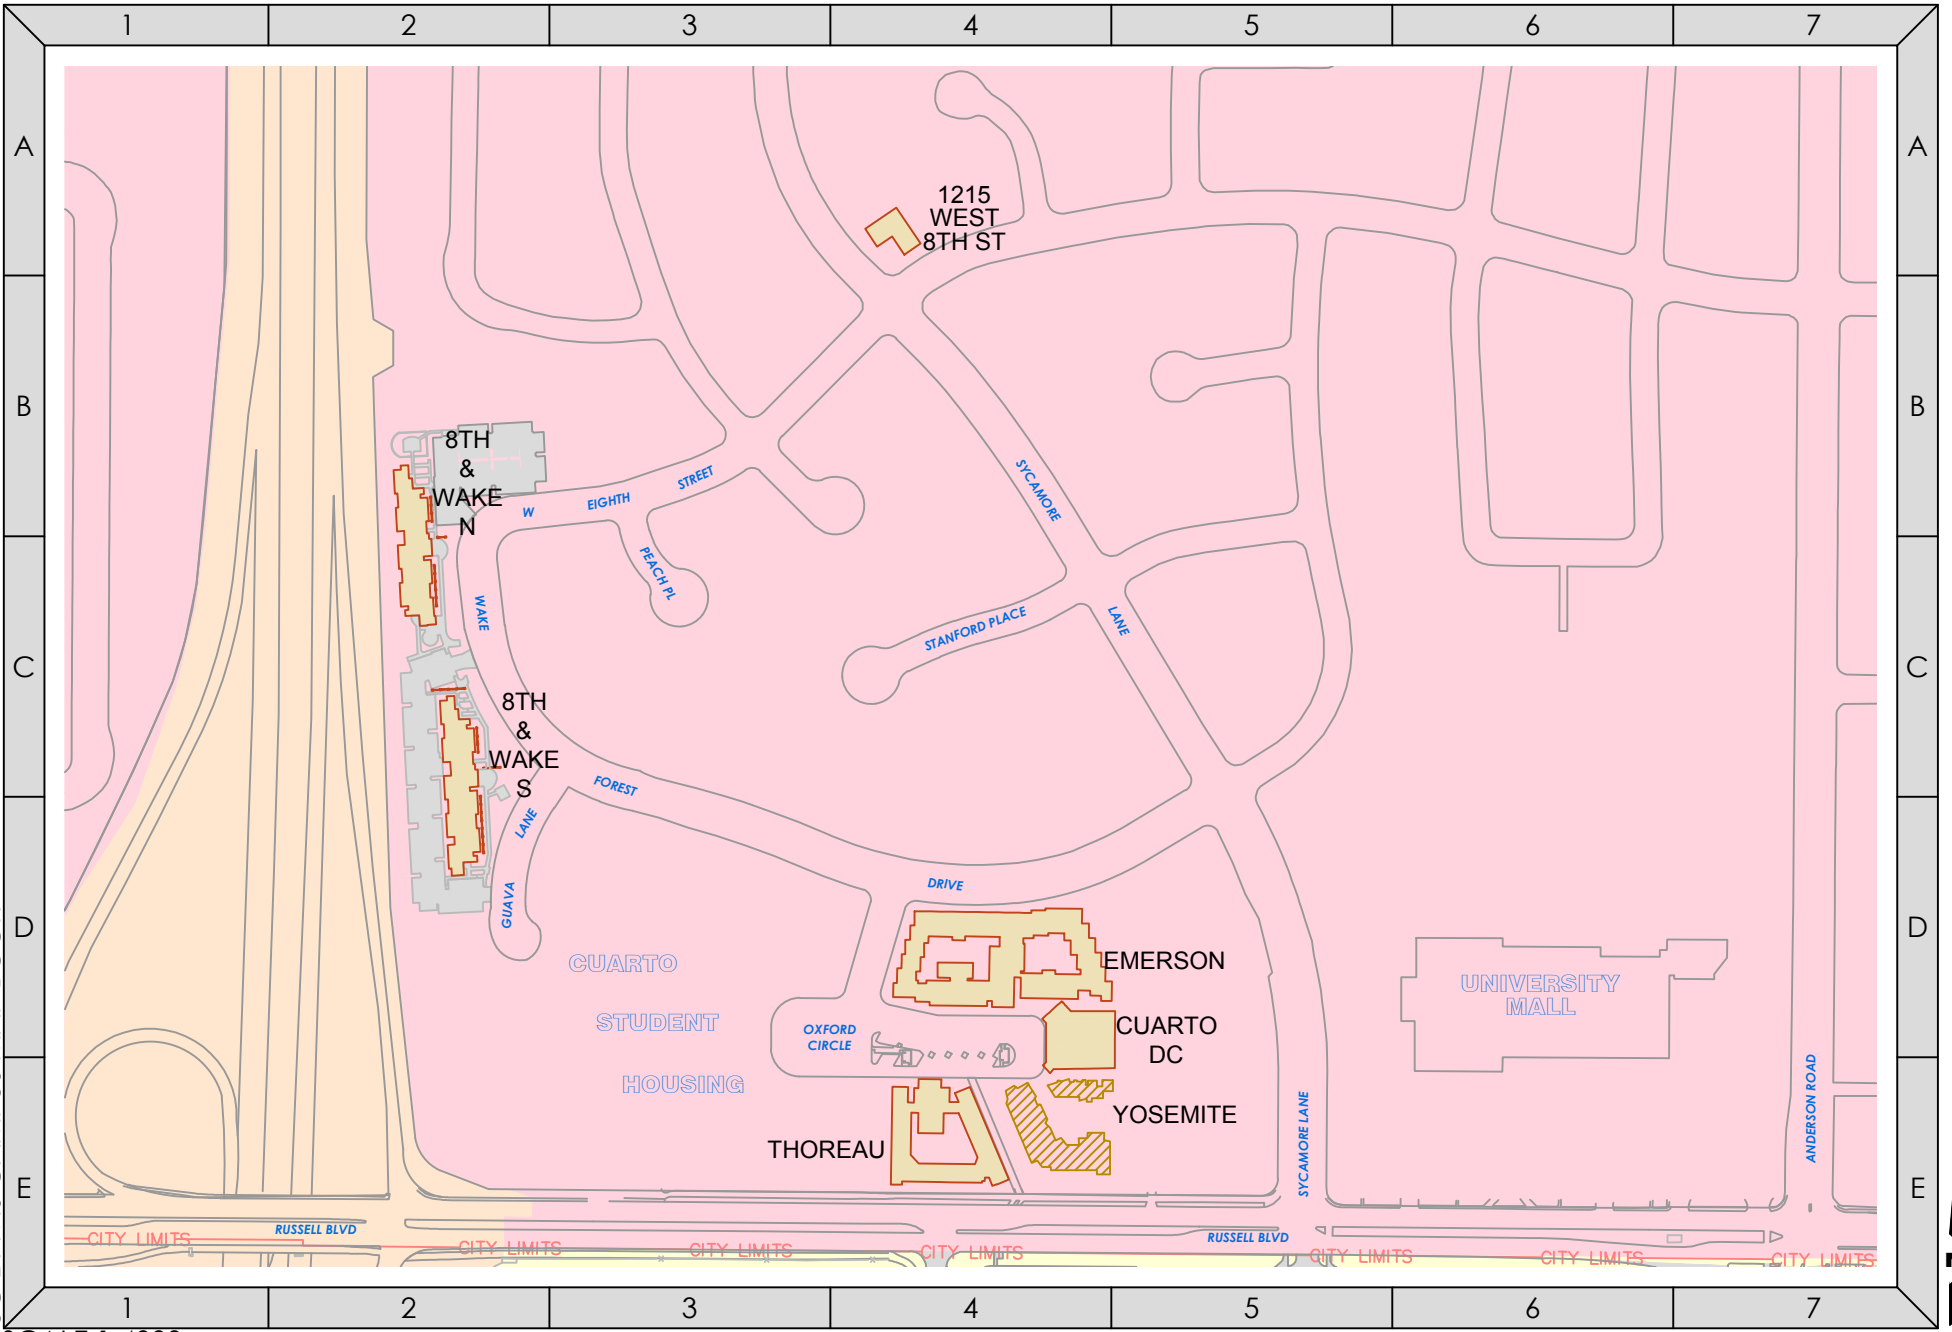 1 2 3 4 5 6 7
A A
1215
WEST
8TH ST
B B
8TH
&
WAKE
N
W EIGHTH STREET
SYCAMORE
PEACH PL
WAKE
STANFORD PLACE
LANE
C C
8TH
&
WAKE
S
FOREST
LANE
DRIVE
GUAVA
D D
CUARTO
EMERSON
UNIVERSITY
MALL
STUDENT
OXFORD
CIRCLE
CUARTO
DC
HOUSING
YOSEMITE
THOREAU
SYCAMORE LANE
ANDERSON ROAD
E E
RUSSELL BLVD
RUSSELL BLVD
CITY LIMITS CITY LIMITS CITY LIMITS CITY LIMITS CITY LIMITS CITY LIMITS CITY LIMITS
1 2 3 4 5 6 7